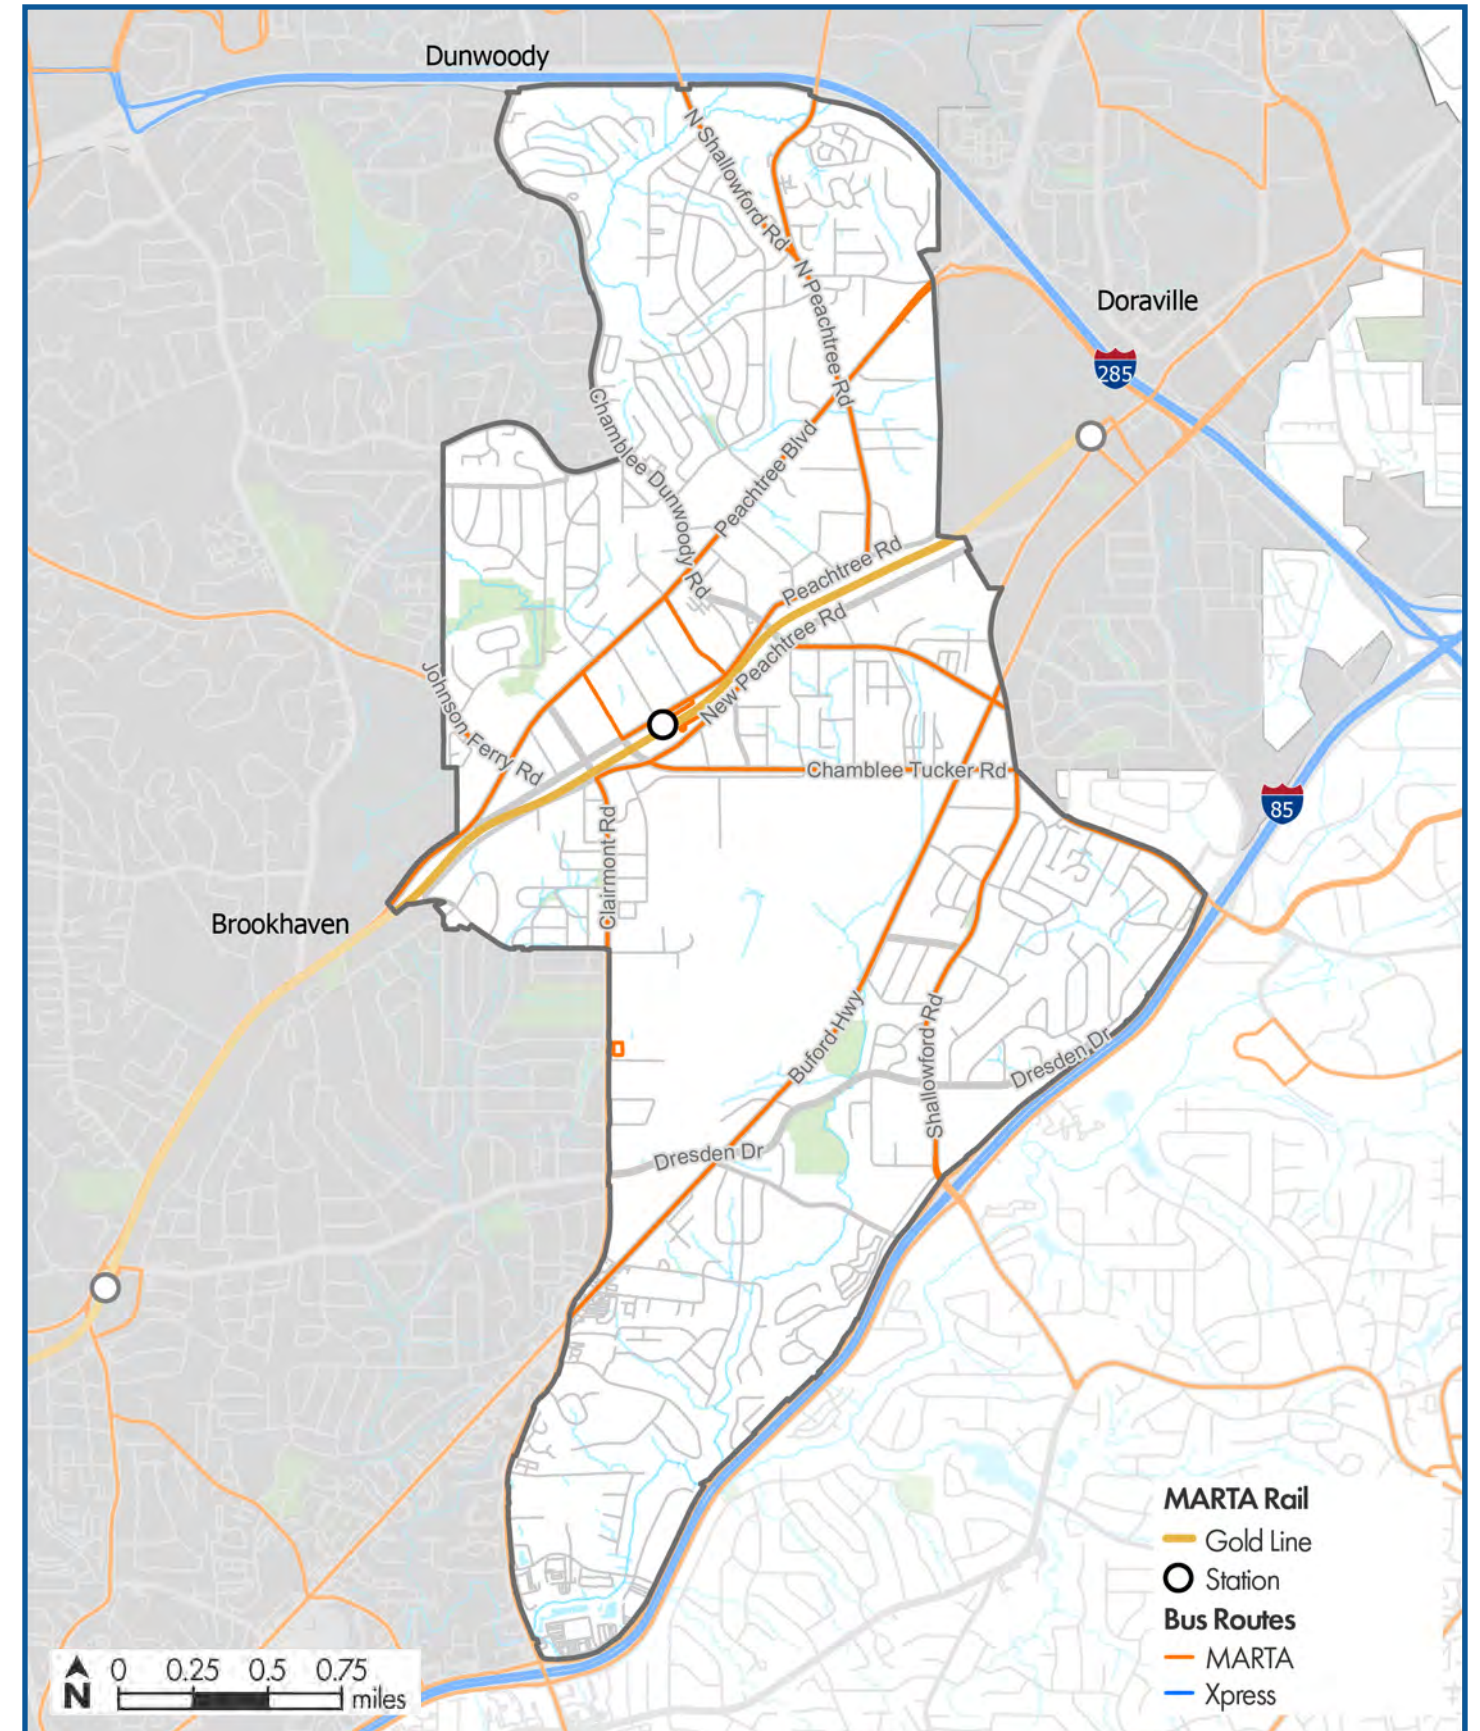 Dunwoody
N Shallowford Rd
N Peachtree Rd
Doraville
285
Chamblee Dunwoody Rd
Peachtree Blvd
Peachtree Rd
New Peachtree Rd
Johnson Ferry Rd
Chamblee Tucker Rd
85
Clairmont Rd
Brookhaven
Buford Hwy
Shallowford Rd
Dresden Dr
Dresden Dr
MARTA Rail
Gold Line
Station
Bus Routes
MARTA
Xpress
N
0 0.25 0.5 0.75
miles